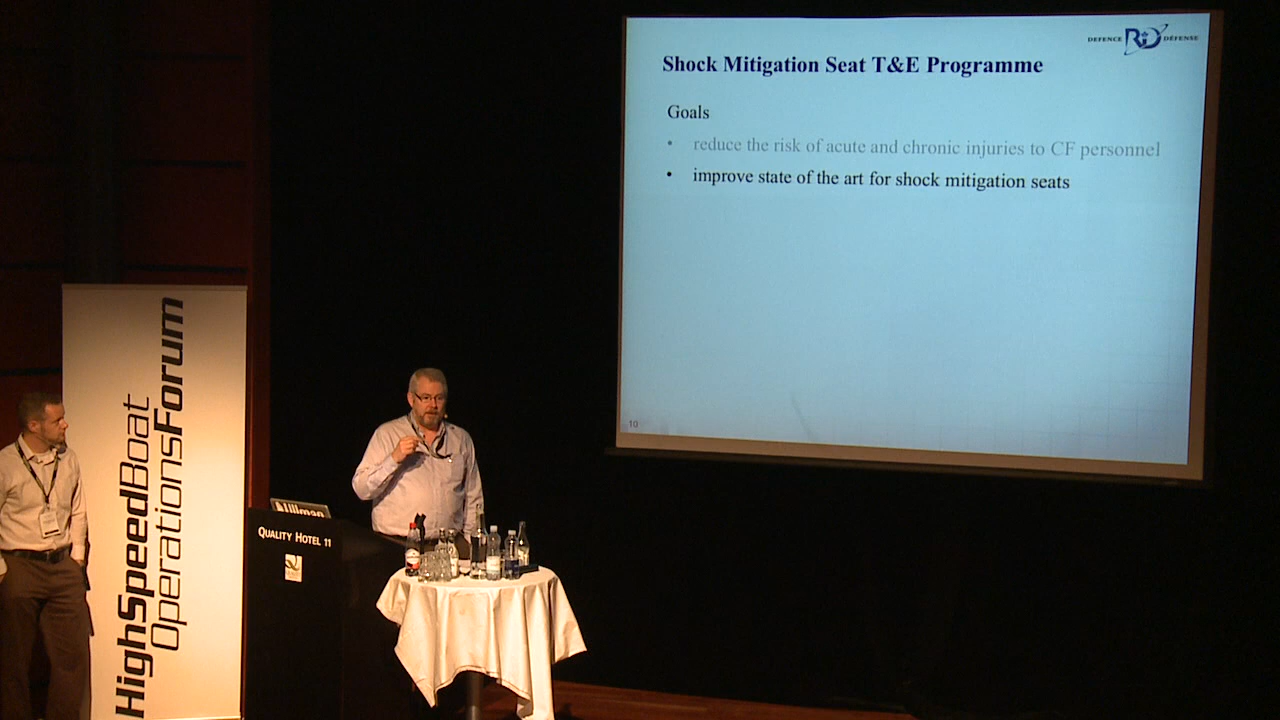 DEFENCE R&D DÉFENSE
Shock Mitigation Seat T&E Programme
Goals
• reduce the risk of acute and chronic injuries to CF personnel
• improve state of the art for shock mitigation seats
10
HighSpeedBoat
OperationsForum
Ullman
QUALITY HOTEL 11